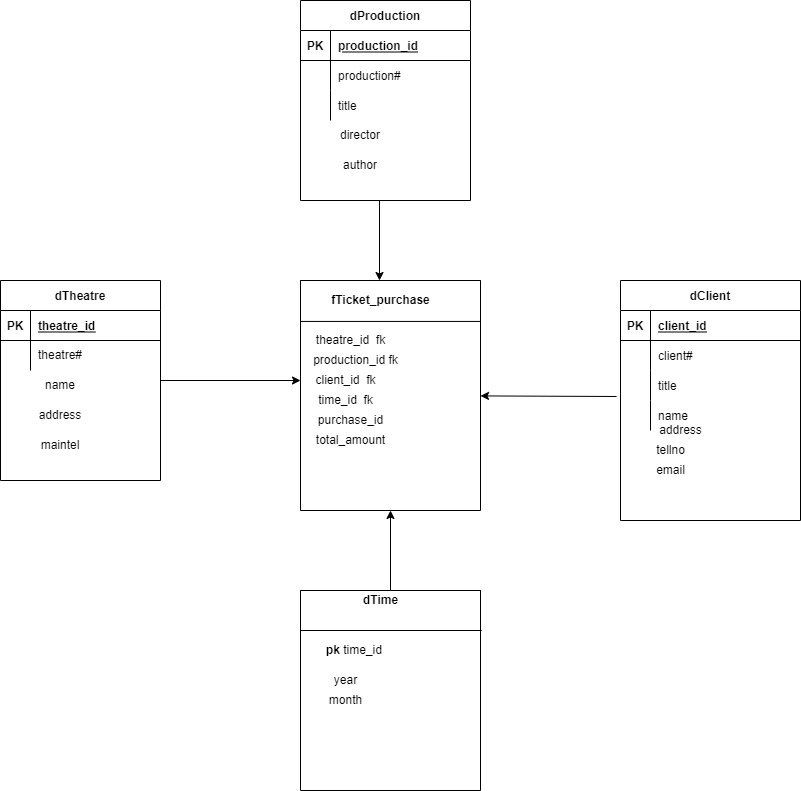 dProduction
PK production_id
production#
title
director
author
dTheatre
PK theatre_id
theatre#
name
address
maintel
fTicket_purchase
theatre_id fk
production_id fk
client_id fk
time_id fk
purchase_id
total_amount
dClient
PK client_id
client#
title
name
address
tellno
email
dTime
pk time_id
year
month